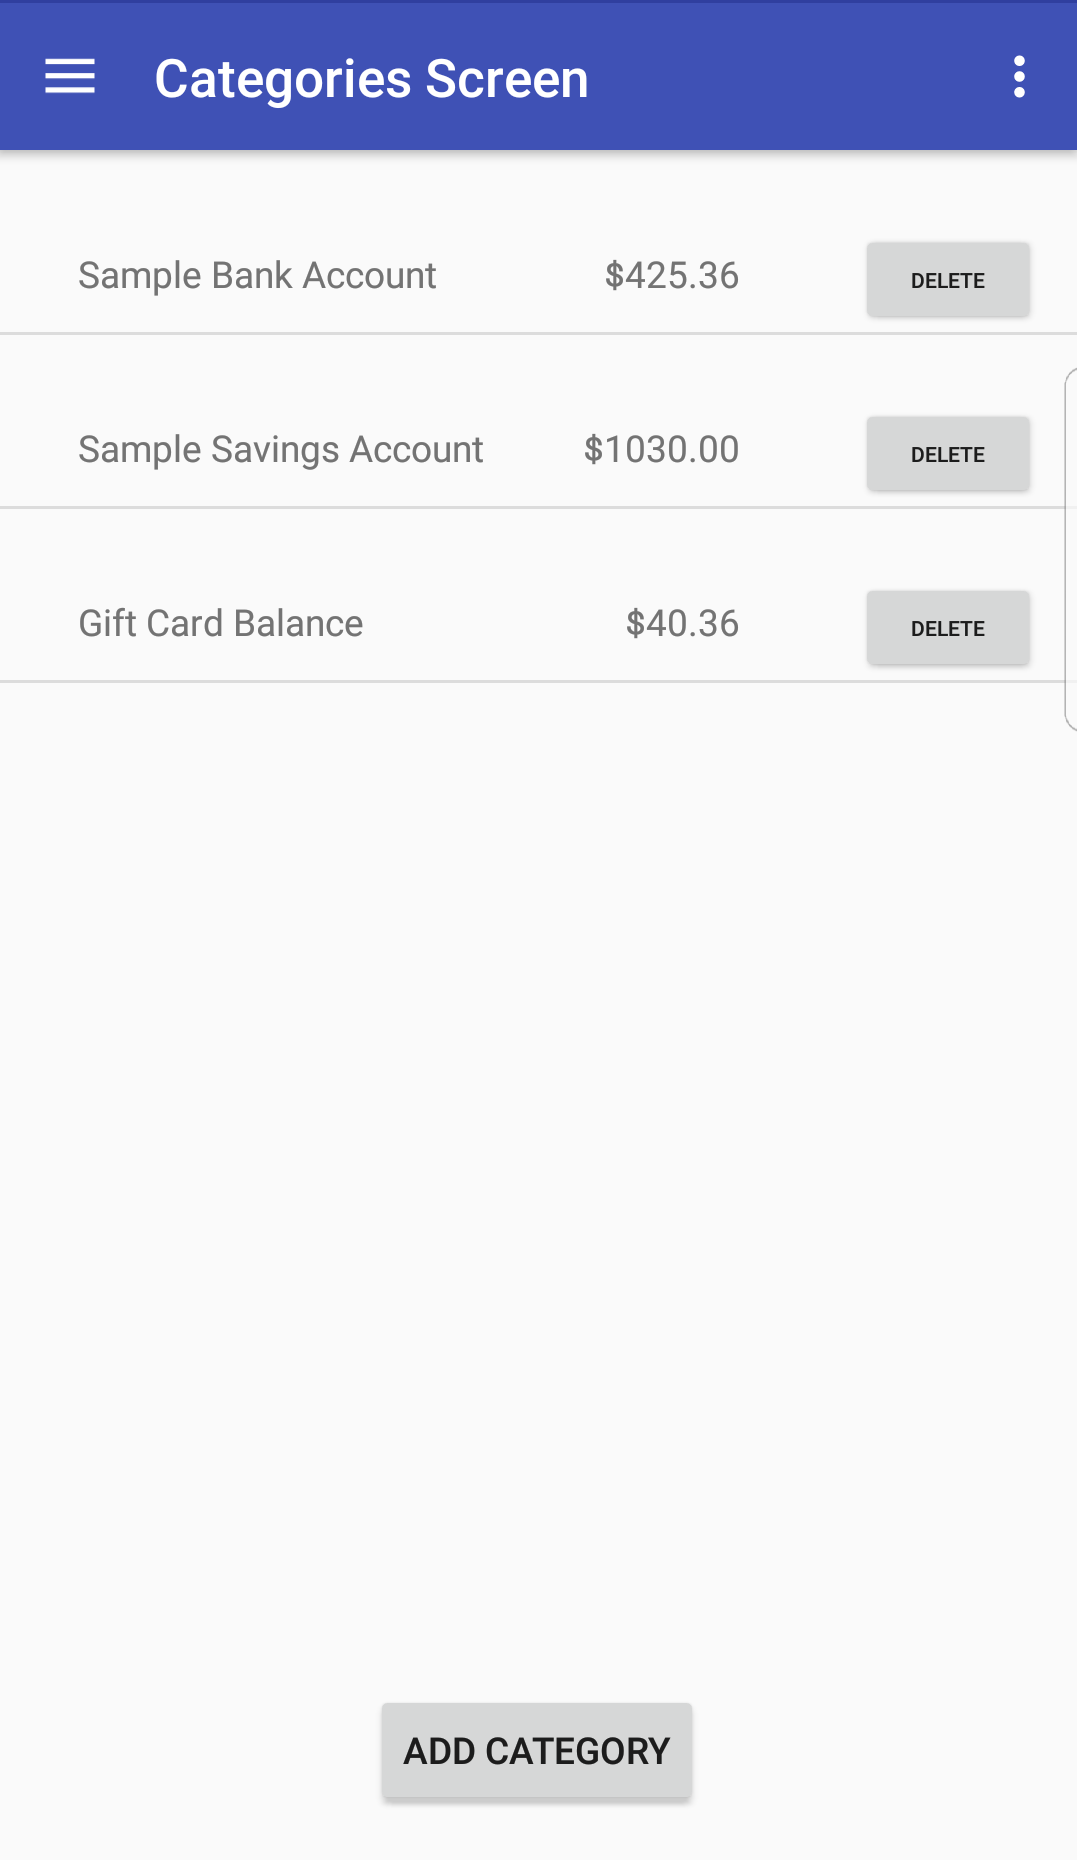 Categories Screen
Sample Bank Account $425.36 DELETE
Sample Savings Account $1030.00 DELETE
Gift Card Balance $40.36 DELETE
ADD CATEGORY